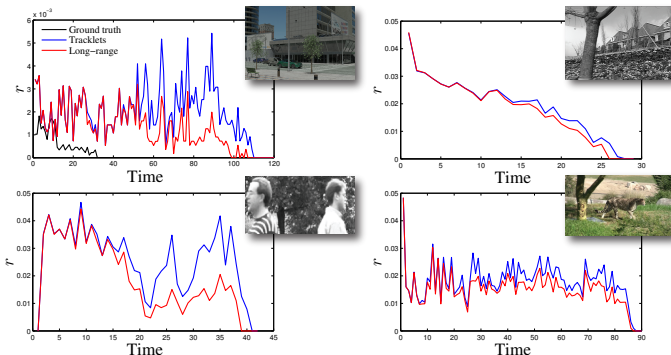 x 10⁻³
6
5
4
3
2
1
0
0 20 40 60 80 100 120
r
Time
Ground truth
Tracklets
Long−range
0.05
0.04
0.03
0.02
0.01
0
0 5 10 15 20 25 30
r
Time
0.05
0.04
0.03
0.02
0.01
0
0 5 10 15 20 25 30 35 40 45
r
Time
0.05
0.04
0.03
0.02
0.01
0
0 10 20 30 40 50 60 70 80 90
r
Time